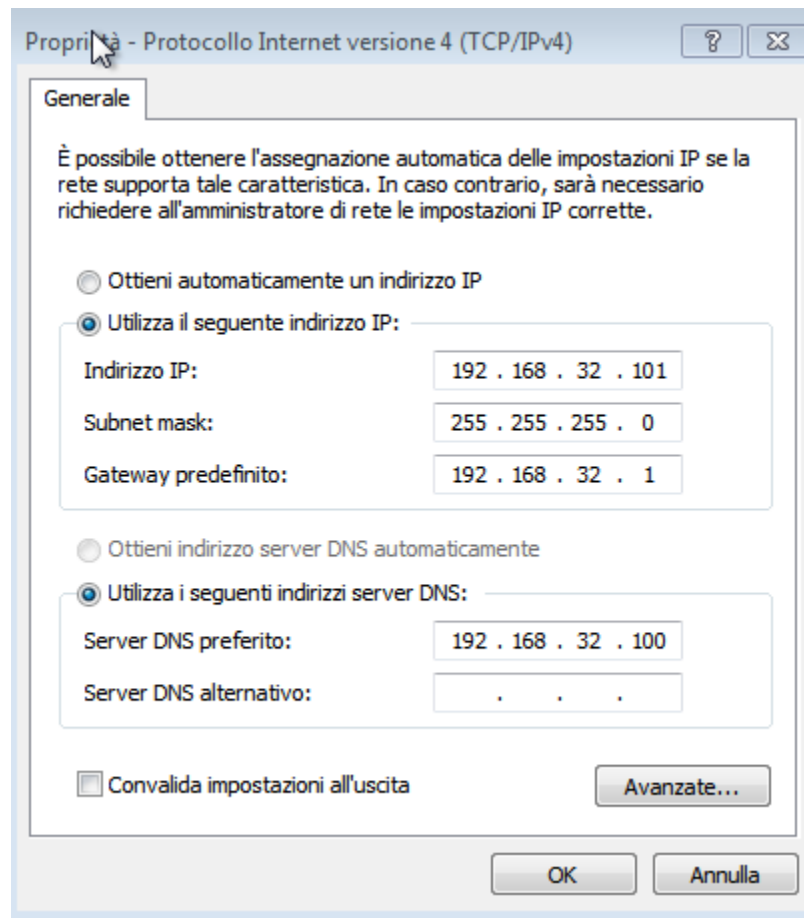 Proprietà - Protocollo Internet versione 4 (TCP/IPv4)
Generale
È possibile ottenere l'assegnazione automatica delle impostazioni IP se la
rete supporta tale caratteristica. In caso contrario, sarà necessario
richiedere all'amministratore di rete le impostazioni IP corrette.
Ottieni automaticamente un indirizzo IP
Utilizza il seguente indirizzo IP:
Indirizzo IP: 192 . 168 . 32 . 101
Subnet mask: 255 . 255 . 255 . 0
Gateway predefinito: 192 . 168 . 32 . 1
Ottieni indirizzo server DNS automaticamente
Utilizza i seguenti indirizzi server DNS:
Server DNS preferito: 192 . 168 . 32 . 100
Server DNS alternativo: . . .
Convalida impostazioni all'uscita
Avanzate...
OK Annulla